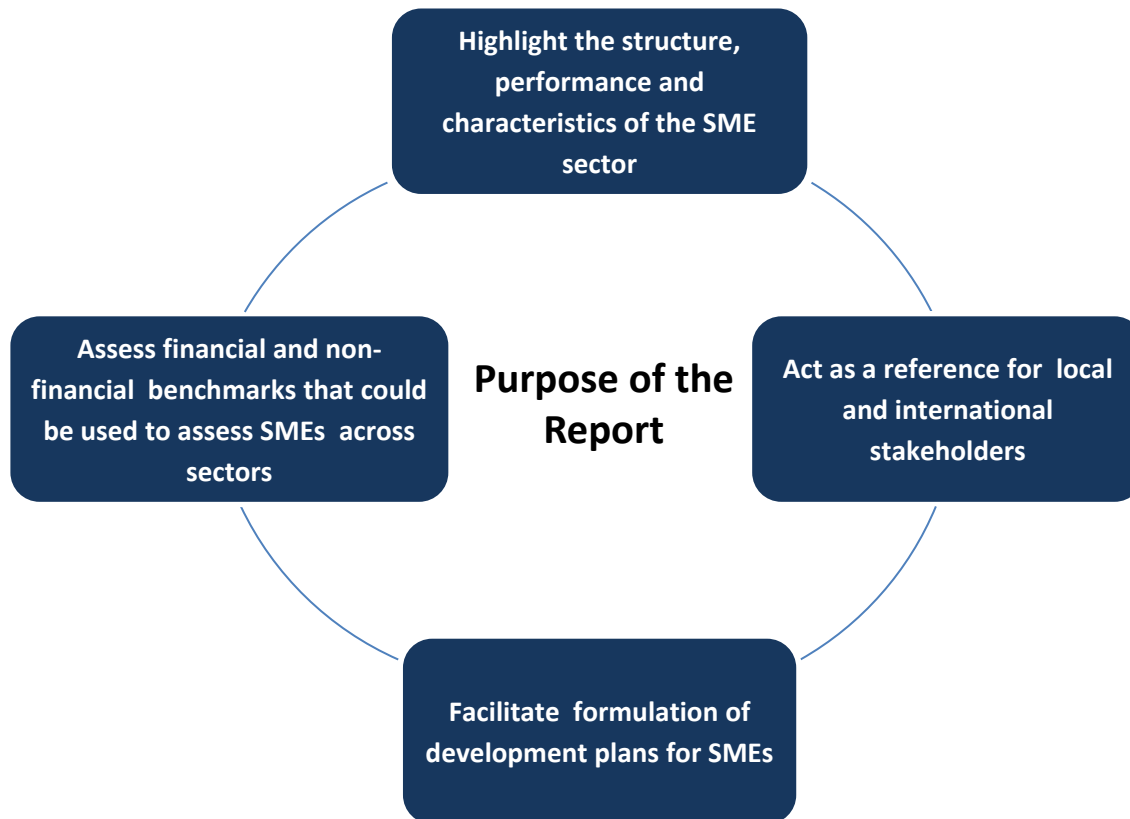 Highlight the structure,
performance and
characteristics of the SME
sector
Assess financial and non-
financial benchmarks that could
be used to assess SMEs across
sectors
Purpose of the
Report
Act as a reference for local
and international
stakeholders
Facilitate formulation of
development plans for SMEs